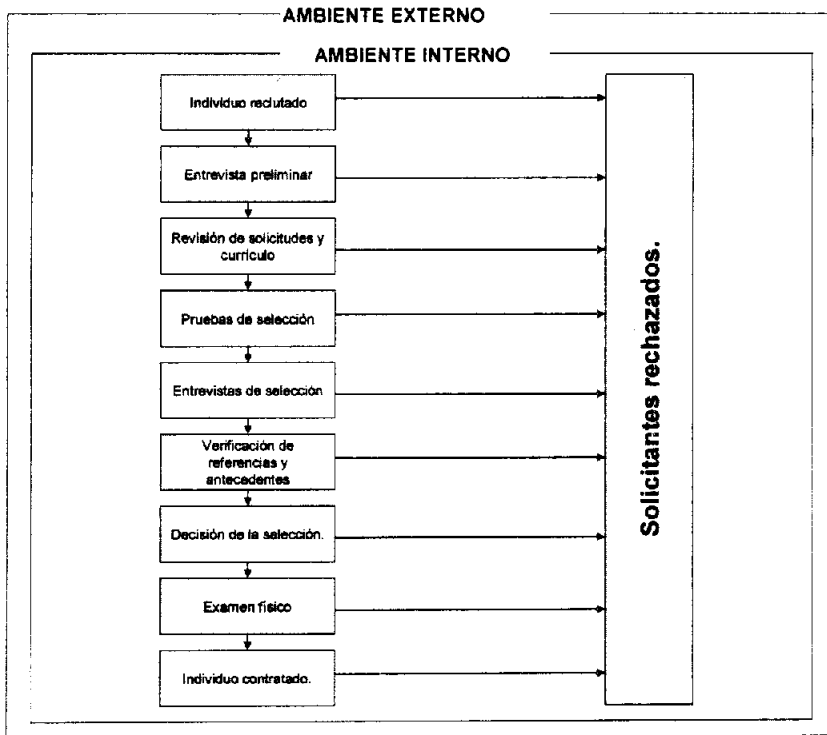 AMBIENTE EXTERNO
AMBIENTE INTERNO
Individuo reclutado
Entrevista preliminar
Revisión de solicitudes y
currículo
Pruebas de selección
Entrevistas de selección
Verificación de
referencias y
antecedentes
Decisión de la selección.
Examen físico
Individuo contratado.
Solicitantes rechazados.